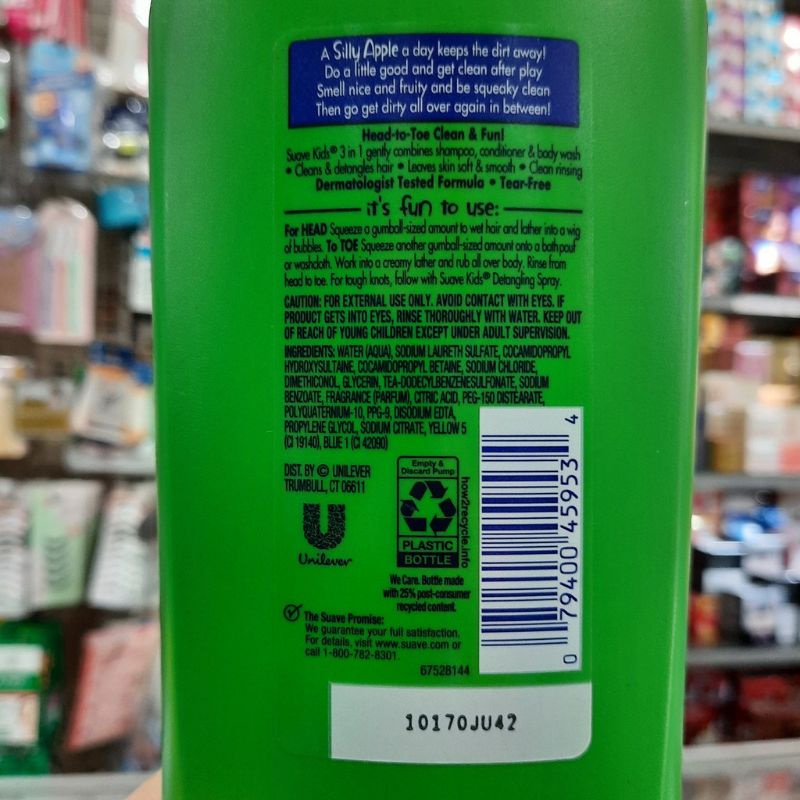 A Silly Apple a day keeps the dirt away!
Do a little good and get clean after play
Smell nice and fruity and be squeaky clean
Then go get dirty all over again in between!
Head-to-Toe Clean & Fun!
Suave Kids® 3 in 1 gently combines shampoo, conditioner & body wash
• Cleans & detangles hair • Leaves skin soft & smooth • Clean rinsing
Dermatologist Tested Formula • Tear-Free
it's fun to use:
For HEAD Squeeze a gumball-sized amount to wet hair and lather into a wig
of bubbles. To TOE Squeeze another gumball-sized amount onto a bath pouf
or washcloth. Work into a creamy lather and rub all over body. Rinse from
head to toe. For tough knots, follow with Suave Kids® Detangling Spray.
CAUTION: FOR EXTERNAL USE ONLY. AVOID CONTACT WITH EYES. IF
PRODUCT GETS INTO EYES, RINSE THOROUGHLY WITH WATER. KEEP OUT
OF REACH OF YOUNG CHILDREN EXCEPT UNDER ADULT SUPERVISION.
INGREDIENTS: WATER (AQUA), SODIUM LAURETH SULFATE, COCAMIDOPROPYL
HYDROXYSULTAINE, COCAMIDOPROPYL BETAINE, SODIUM CHLORIDE,
DIMETHICONOL, GLYCERIN, TEA-DODECYLBENZENESULFONATE, SODIUM
BENZOATE, FRAGRANCE (PARFUM), CITRIC ACID, PEG-150 DISTEARATE,
POLYQUATERNIUM-10, PPG-9, DISODIUM EDTA,
PROPYLENE GLYCOL, SODIUM CITRATE, YELLOW 5
(CI 19140), BLUE 1 (CI 42090)
DIST. BY © UNILEVER
TRUMBULL, CT 06611
Unilever
Empty &
Discard Pump
PLASTIC
BOTTLE
how2recycle.info
We Care. Bottle made
with 25% post-consumer
recycled content.
The Suave Promise:
We guarantee your full satisfaction.
For details, visit www.suave.com or
call 1-800-782-8301.
67528144
0 79400 45953 4
10170JU42